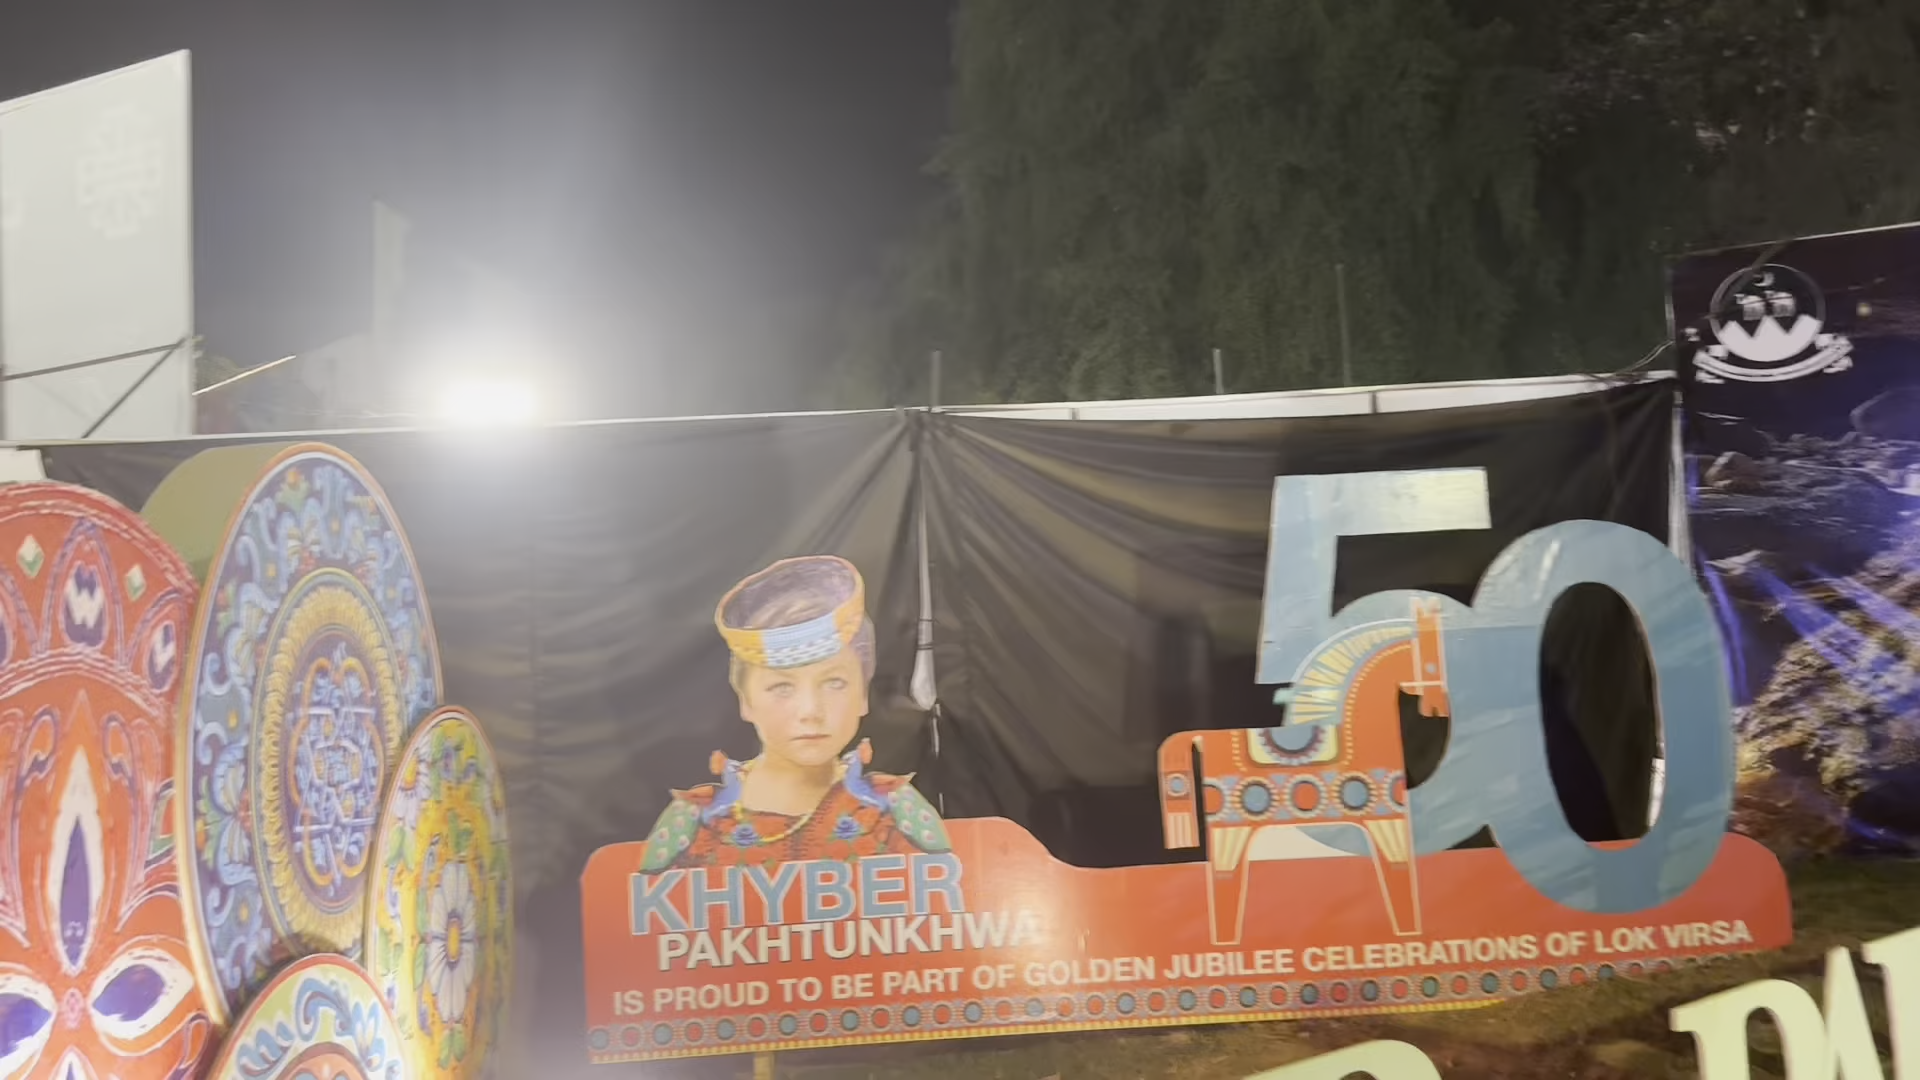 50
KHYBER
PAKHTUNKHWA
IS PROUD TO BE PART OF GOLDEN JUBILEE CELEBRATIONS OF LOK VIRSA